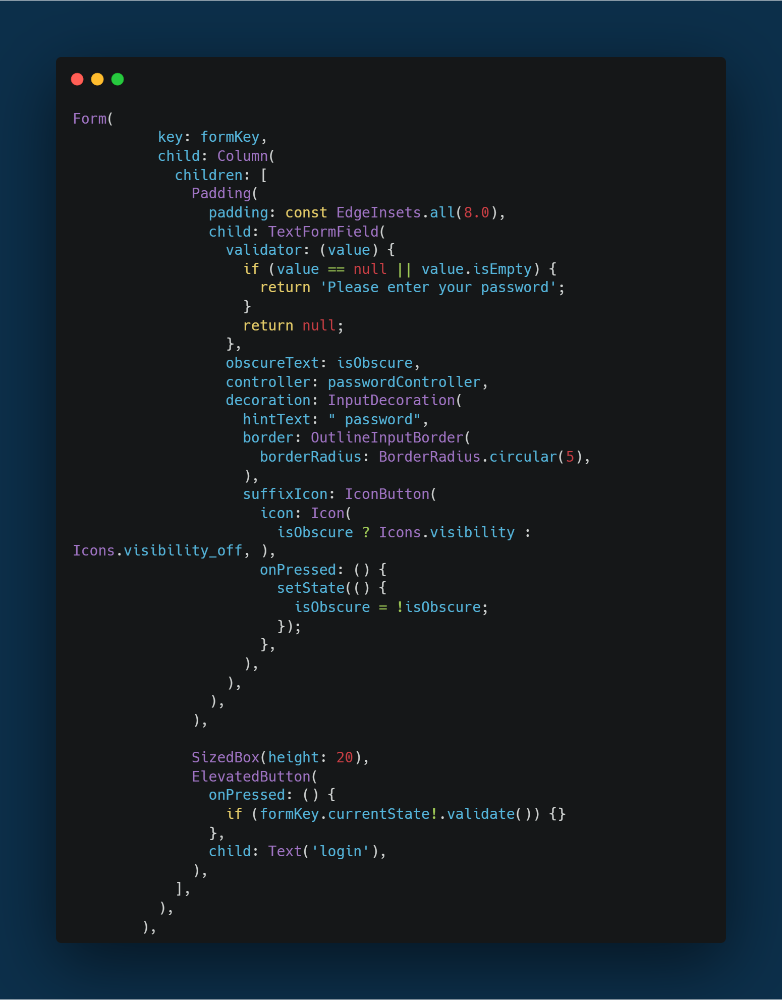 Form(
          key: formKey,
          child: Column(
            children: [
              Padding(
                padding: const EdgeInsets.all(8.0),
                child: TextFormField(
                  validator: (value) {
                    if (value == null || value.isEmpty) {
                      return 'Please enter your password';
                    }
                    return null;
                  },
                  obscureText: isObscure,
                  controller: passwordController,
                  decoration: InputDecoration(
                    hintText: " password",
                    border: OutlineInputBorder(
                      borderRadius: BorderRadius.circular(5),
                    ),
                    suffixIcon: IconButton(
                      icon: Icon(
                        isObscure ? Icons.visibility :
Icons.visibility_off, ),
                      onPressed: () {
                        setState(() {
                          isObscure = !isObscure;
                        });
                      },
                    ),
                  ),
                ),
              ),

              SizedBox(height: 20),
              ElevatedButton(
                onPressed: () {
                  if (formKey.currentState!.validate()) {}
                },
                child: Text('login'),
              ),
            ],
          ),
        ),